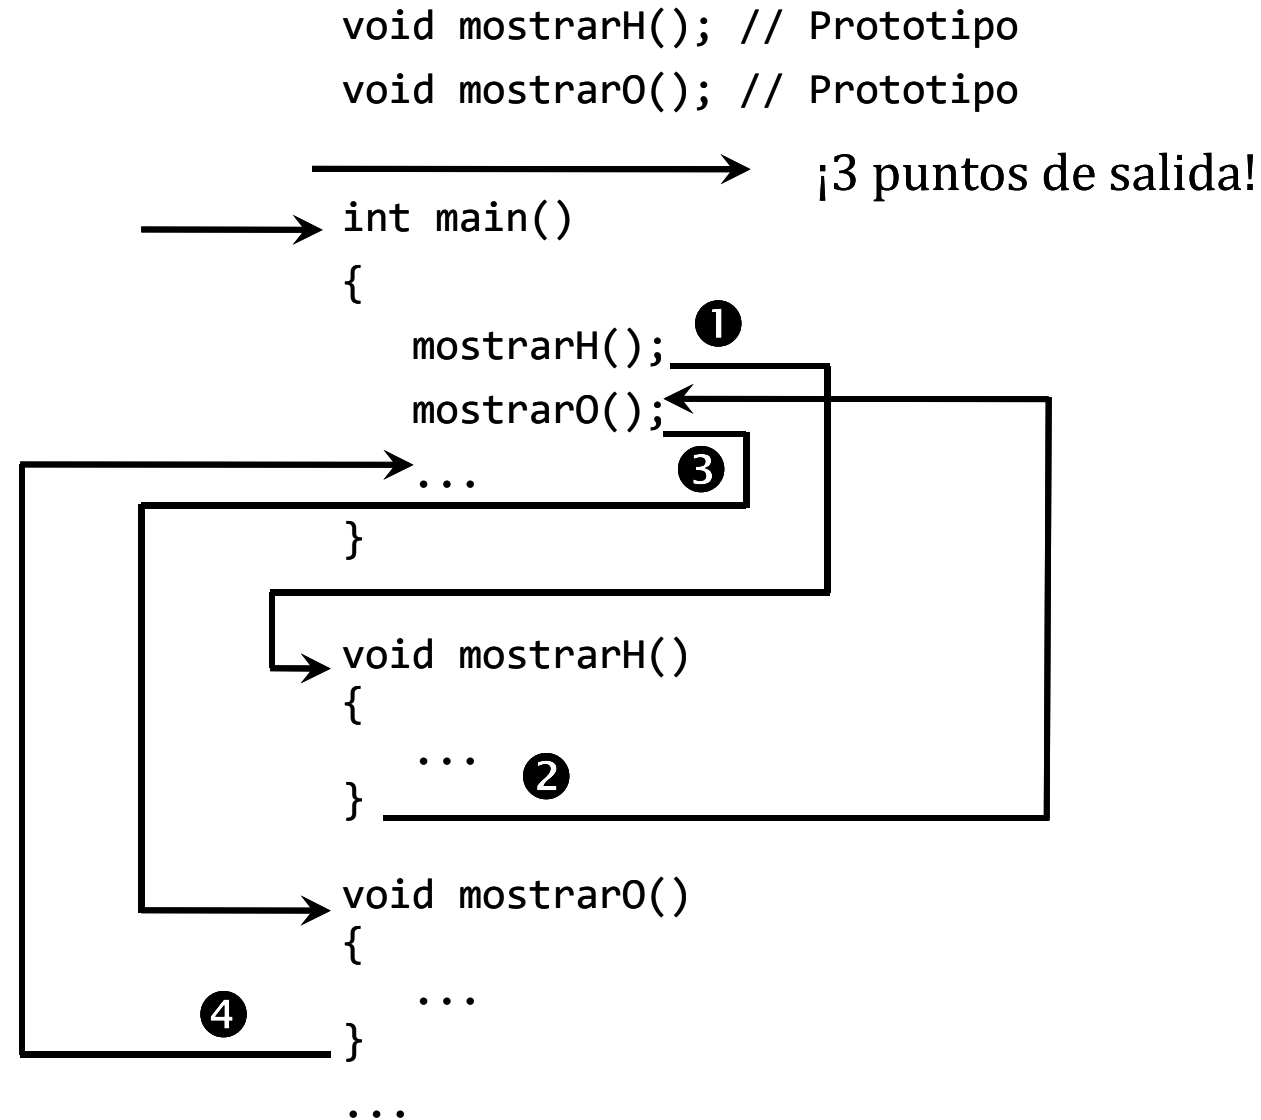 void mostrarH(); // Prototipo
void mostrarO(); // Prototipo
¡3 puntos de salida!
int main()
{
mostrarH();
❶
mostrarO();
❸
...
}
void mostrarH()
{
...
❷
}
void mostrarO()
{
...
❹
}
...